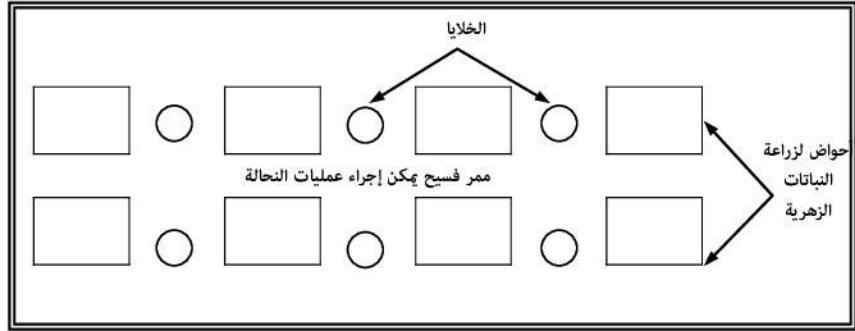 الخلايا
أحواض لزراعة
النباتات
الزهرية
ممر فسيح يمكن إجراء عمليات النحالة